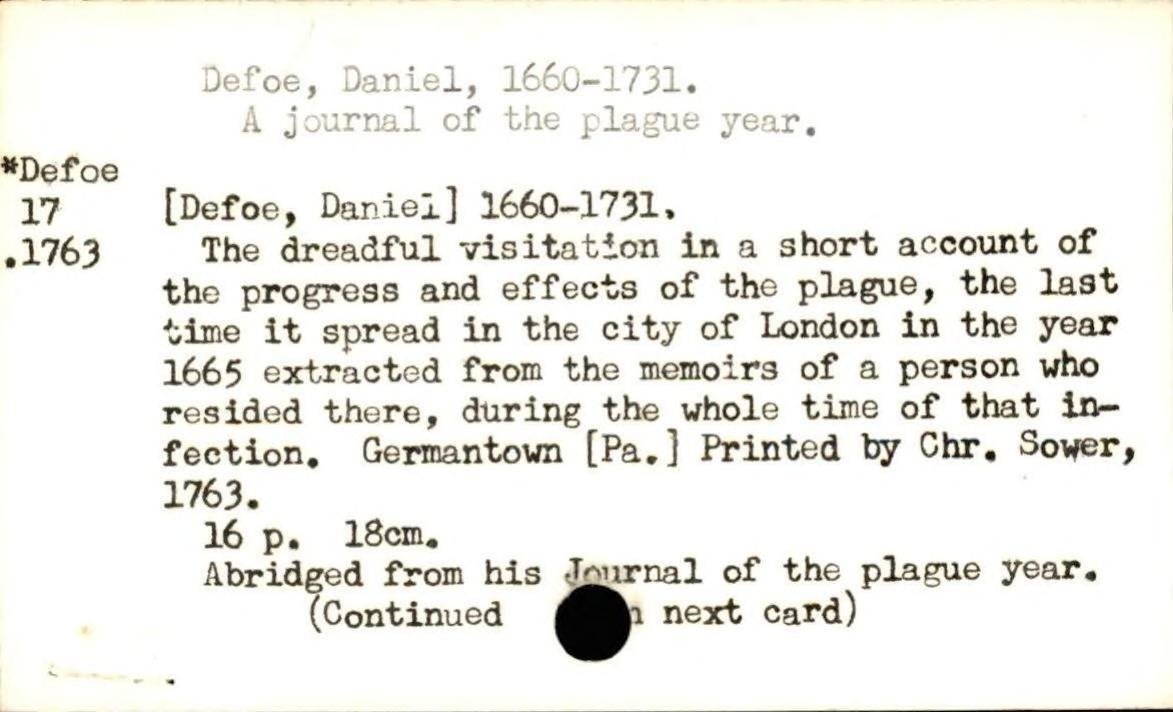 Defoe, Daniel, 1660-1731.
A journal of the plague year.
*Defoe
17
.1763
[Defoe, Daniel] 1660-1731.
The dreadful visitation in a short account of
the progress and effects of the plague, the last
time it spread in the city of London in the year
1665 extracted from the memoirs of a person who
resided there, during the whole time of that in-
fection. Germantown [Pa.] Printed by Chr. Sower,
1763.
16 p. 18cm.
Abridged from his Journal of the plague year.
(Continued next card)